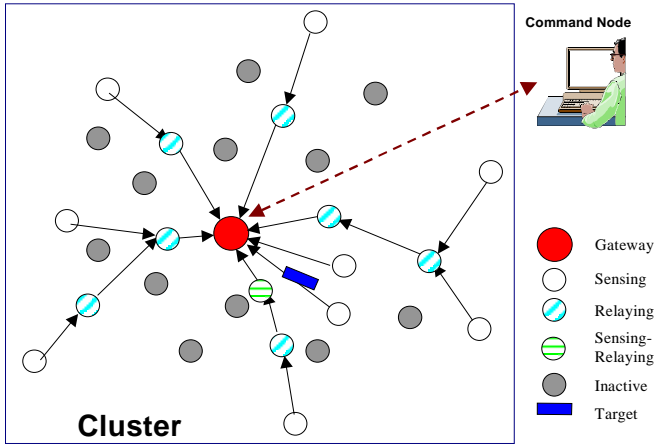 Command Node
Gateway
Sensing
Relaying
Sensing-
Relaying
Inactive
Target
Cluster